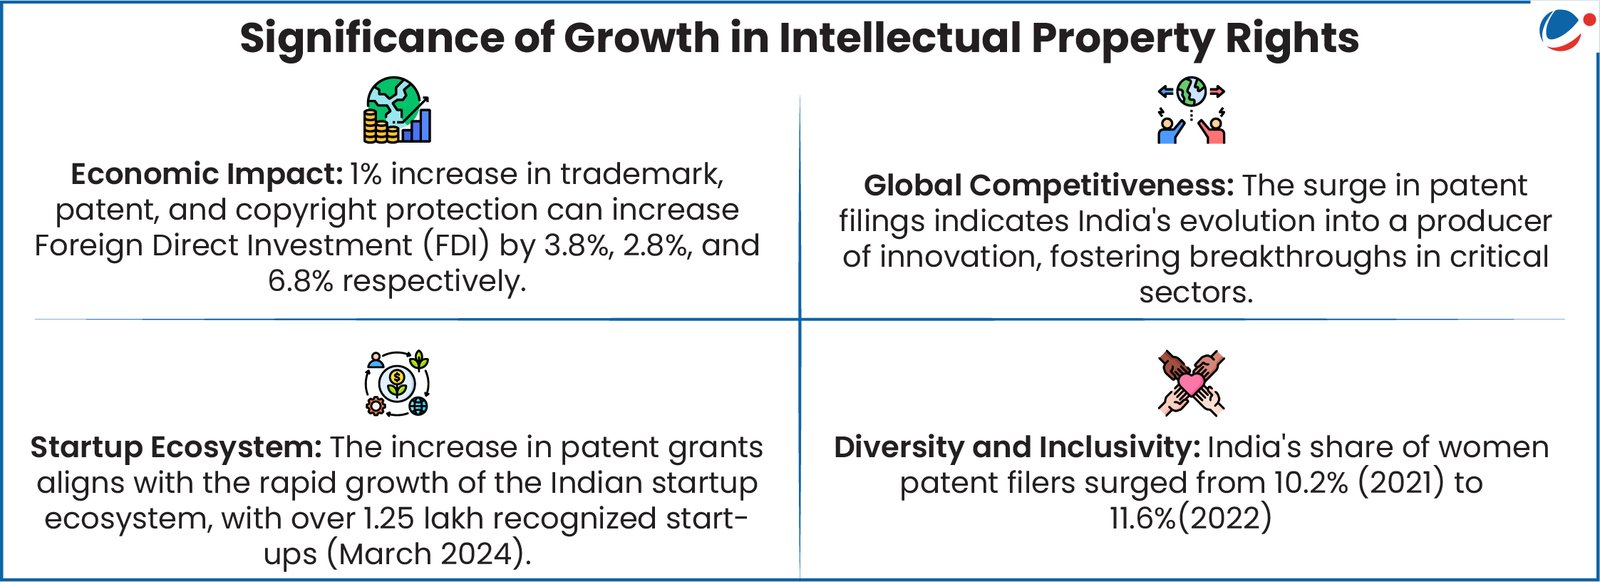 Significance of Growth in Intellectual Property Rights
Economic Impact: 1% increase in trademark,
patent, and copyright protection can increase
Foreign Direct Investment (FDI) by 3.8%, 2.8%, and
6.8% respectively.
Global Competitiveness: The surge in patent
filings indicates India's evolution into a producer
of innovation, fostering breakthroughs in critical
sectors.
Startup Ecosystem: The increase in patent grants
aligns with the rapid growth of the Indian startup
ecosystem, with over 1.25 lakh recognized start-
ups (March 2024).
Diversity and Inclusivity: India's share of women
patent filers surged from 10.2% (2021) to
11.6%(2022)